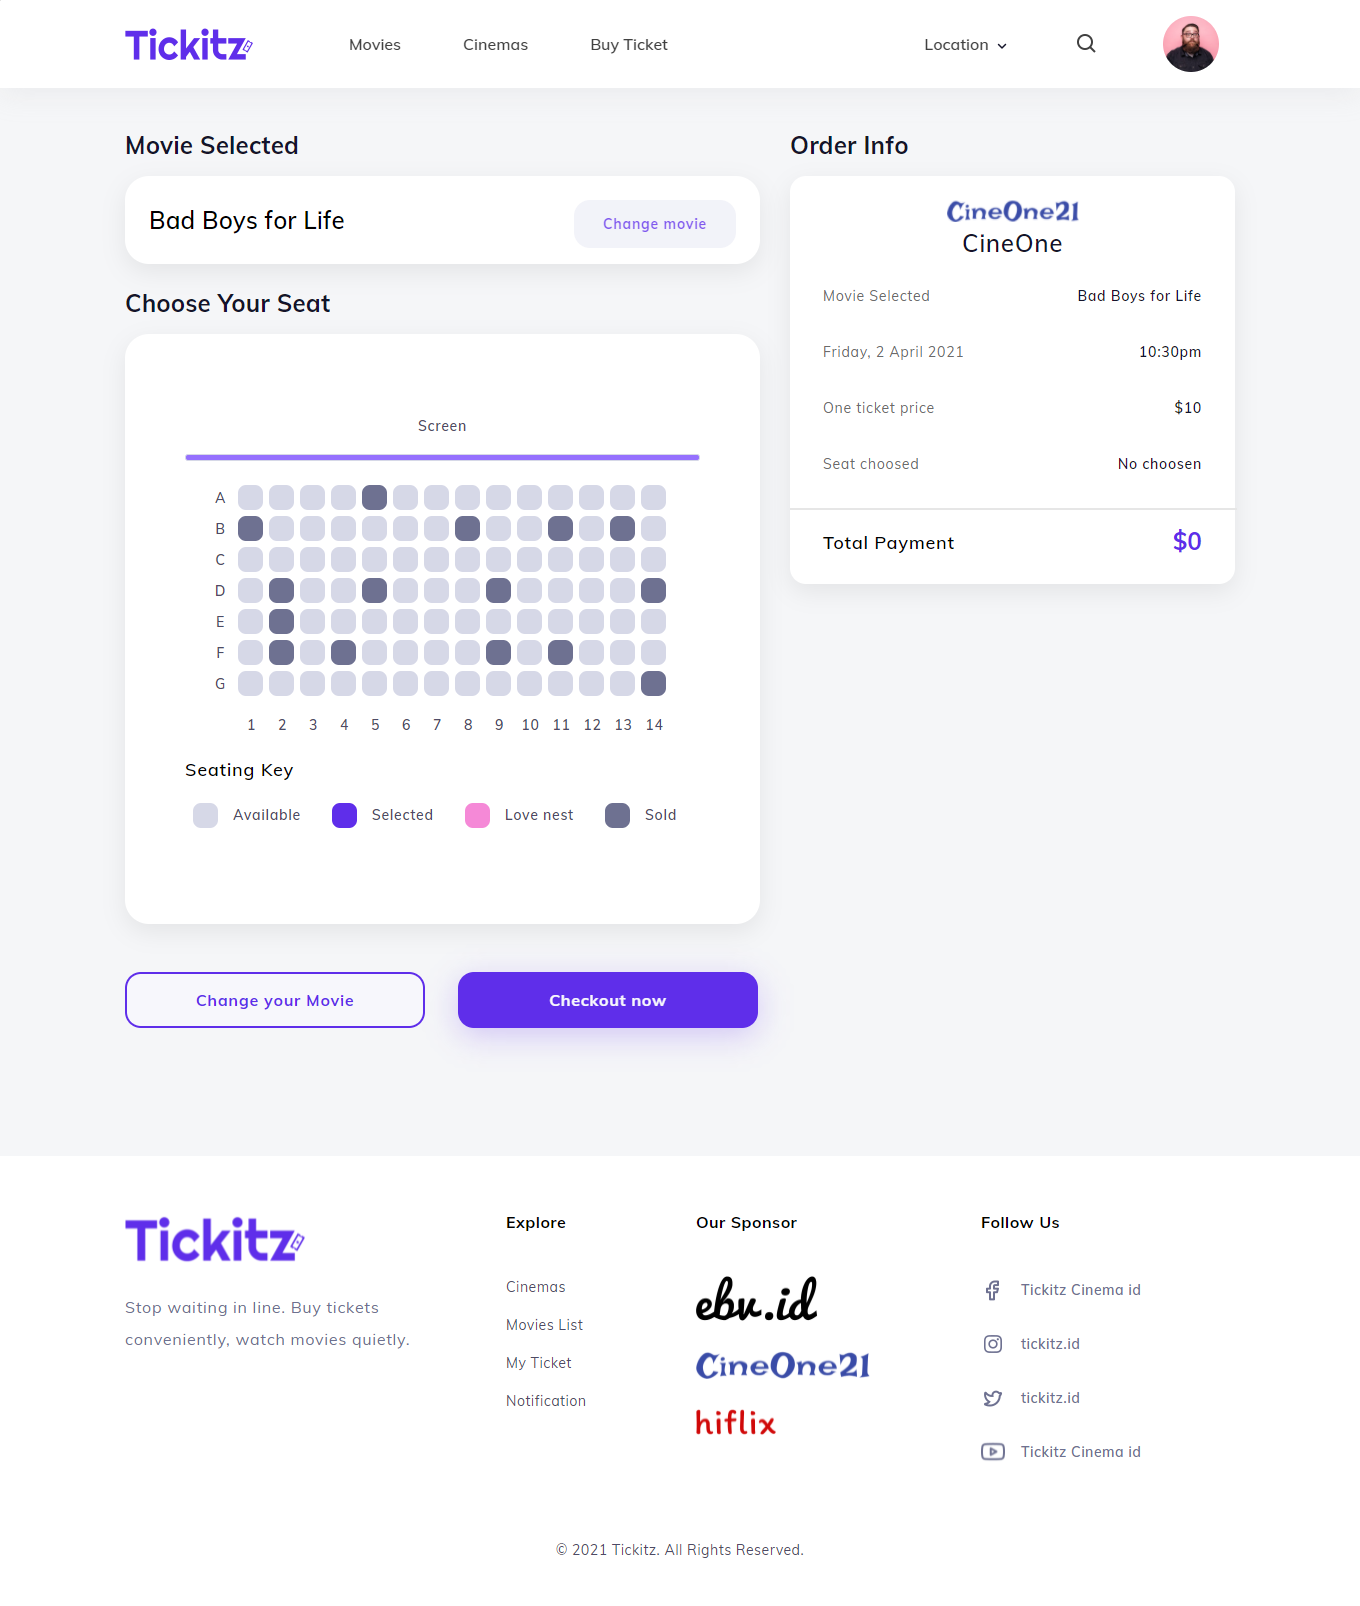 Tickitz
Movies
Cinemas
Buy Ticket
Location
Movie Selected
Bad Boys for Life
Change movie
Choose Your Seat
Screen
A
B
C
D
E
F
G
1 2 3 4 5 6 7 8 9 10 11 12 13 14
Seating Key
Available
Selected
Love nest
Sold
Change your Movie
Checkout now
Order Info
CineOne21
CineOne
Movie Selected Bad Boys for Life
Friday, 2 April 2021 10:30pm
One ticket price $10
Seat choosed No choosen
Total Payment $0
Tickitz
Stop waiting in line. Buy tickets
conveniently, watch movies quietly.
Explore
Cinemas
Movies List
My Ticket
Notification
Our Sponsor
ebv.id
CineOne21
hiflix
Follow Us
Tickitz Cinema id
tickitz.id
tickitz.id
Tickitz Cinema id
© 2021 Tickitz. All Rights Reserved.